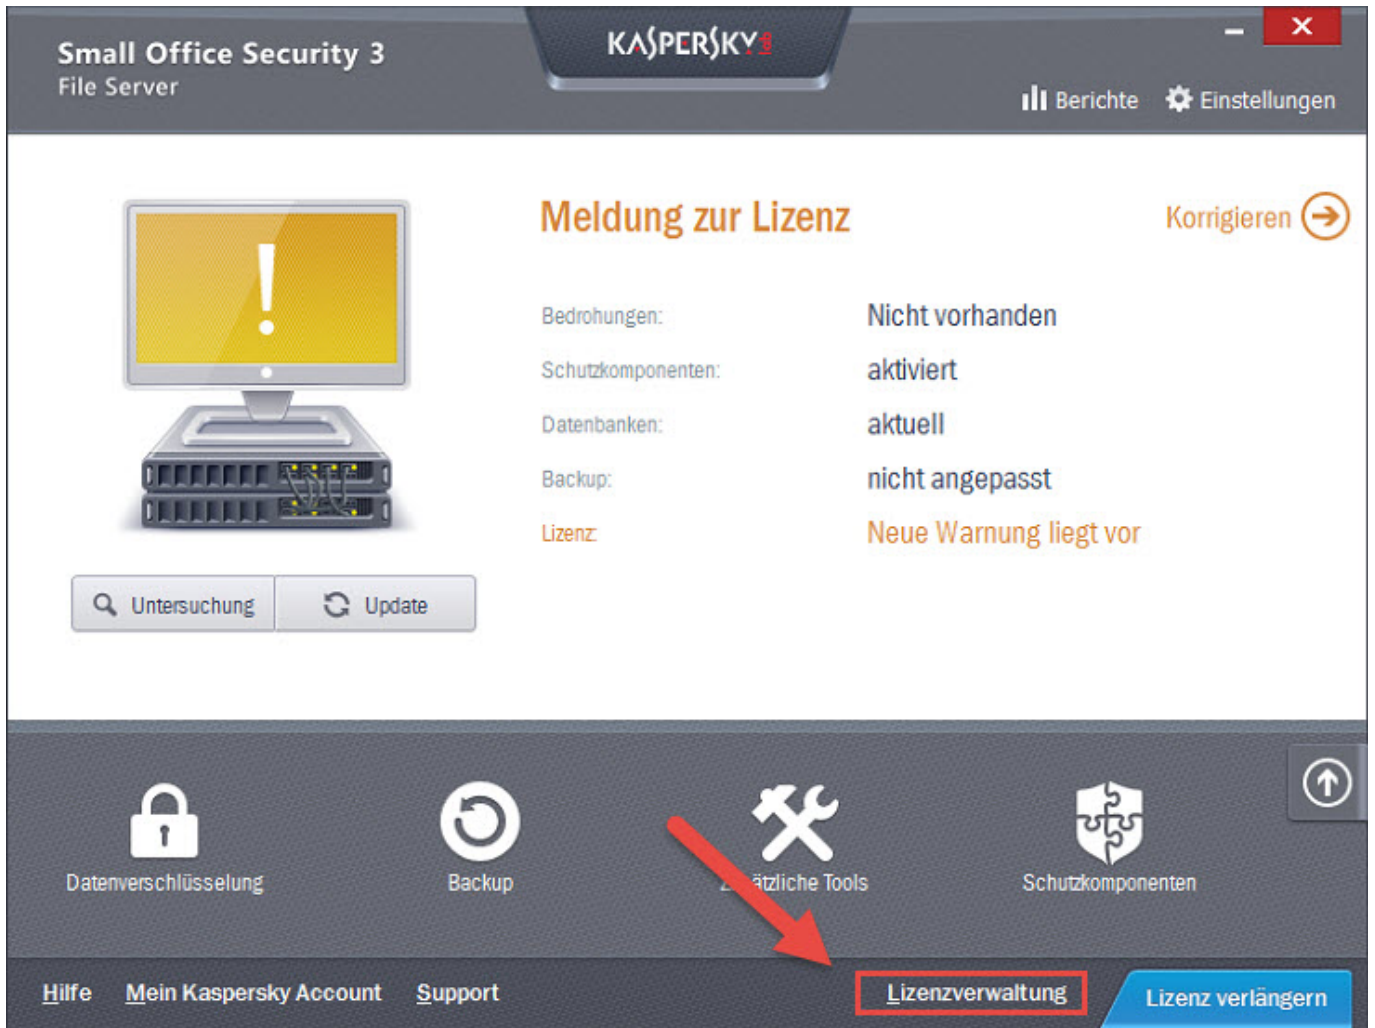 Small Office Security 3
File Server
KASPERSKY lab
Berichte
Einstellungen
Meldung zur Lizenz
Korrigieren
Bedrohungen: Nicht vorhanden
Schutzkomponenten: aktiviert
Datenbanken: aktuell
Backup: nicht angepasst
Lizenz: Neue Warnung liegt vor
Untersuchung
Update
Datenverschlüsselung
Backup
Tools
Schutzkomponenten
Hilfe
Mein Kaspersky Account
Support
Lizenzverwaltung
Lizenz verlängern